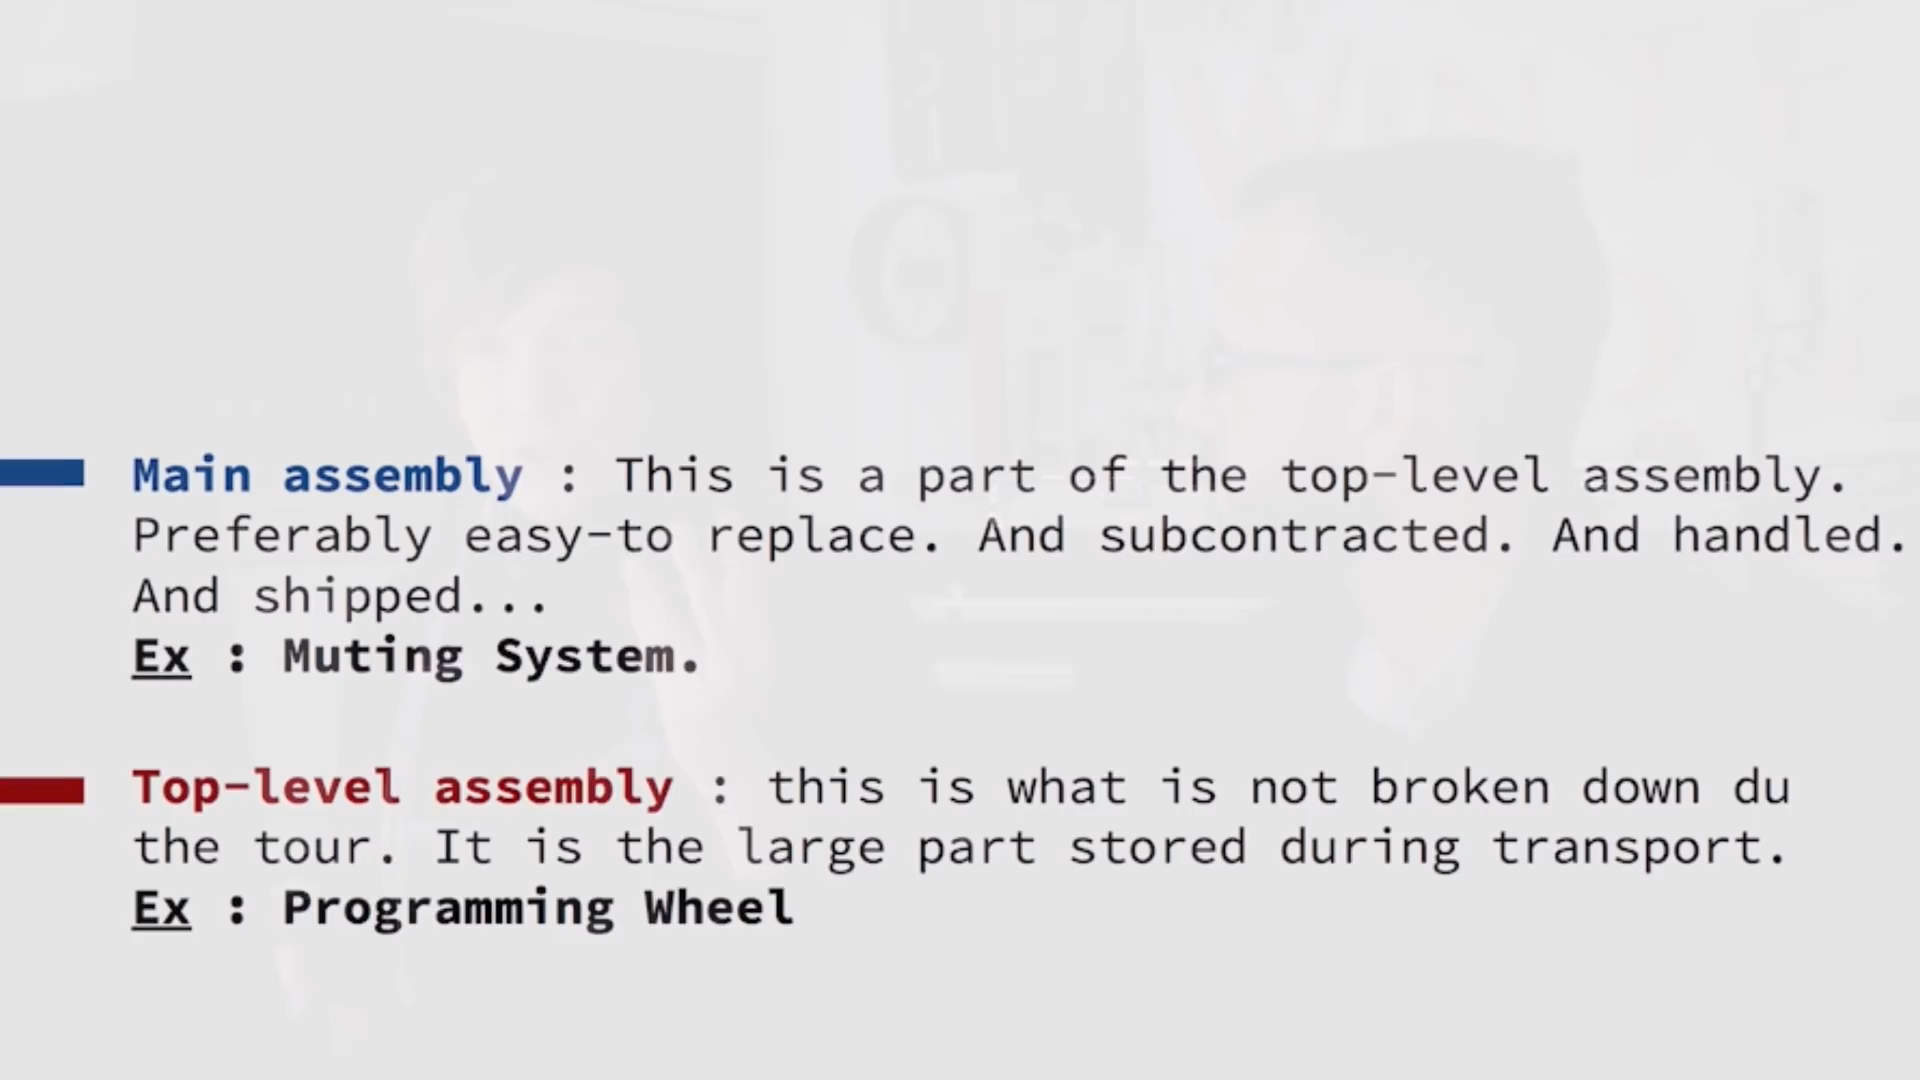 Main assembly : This is a part of the top-level assembly.
Preferably easy-to replace. And subcontracted. And handled.
And shipped...
Ex : Muting System.
Top-level assembly : this is what is not broken down du
the tour. It is the large part stored during transport.
Ex : Programming Wheel